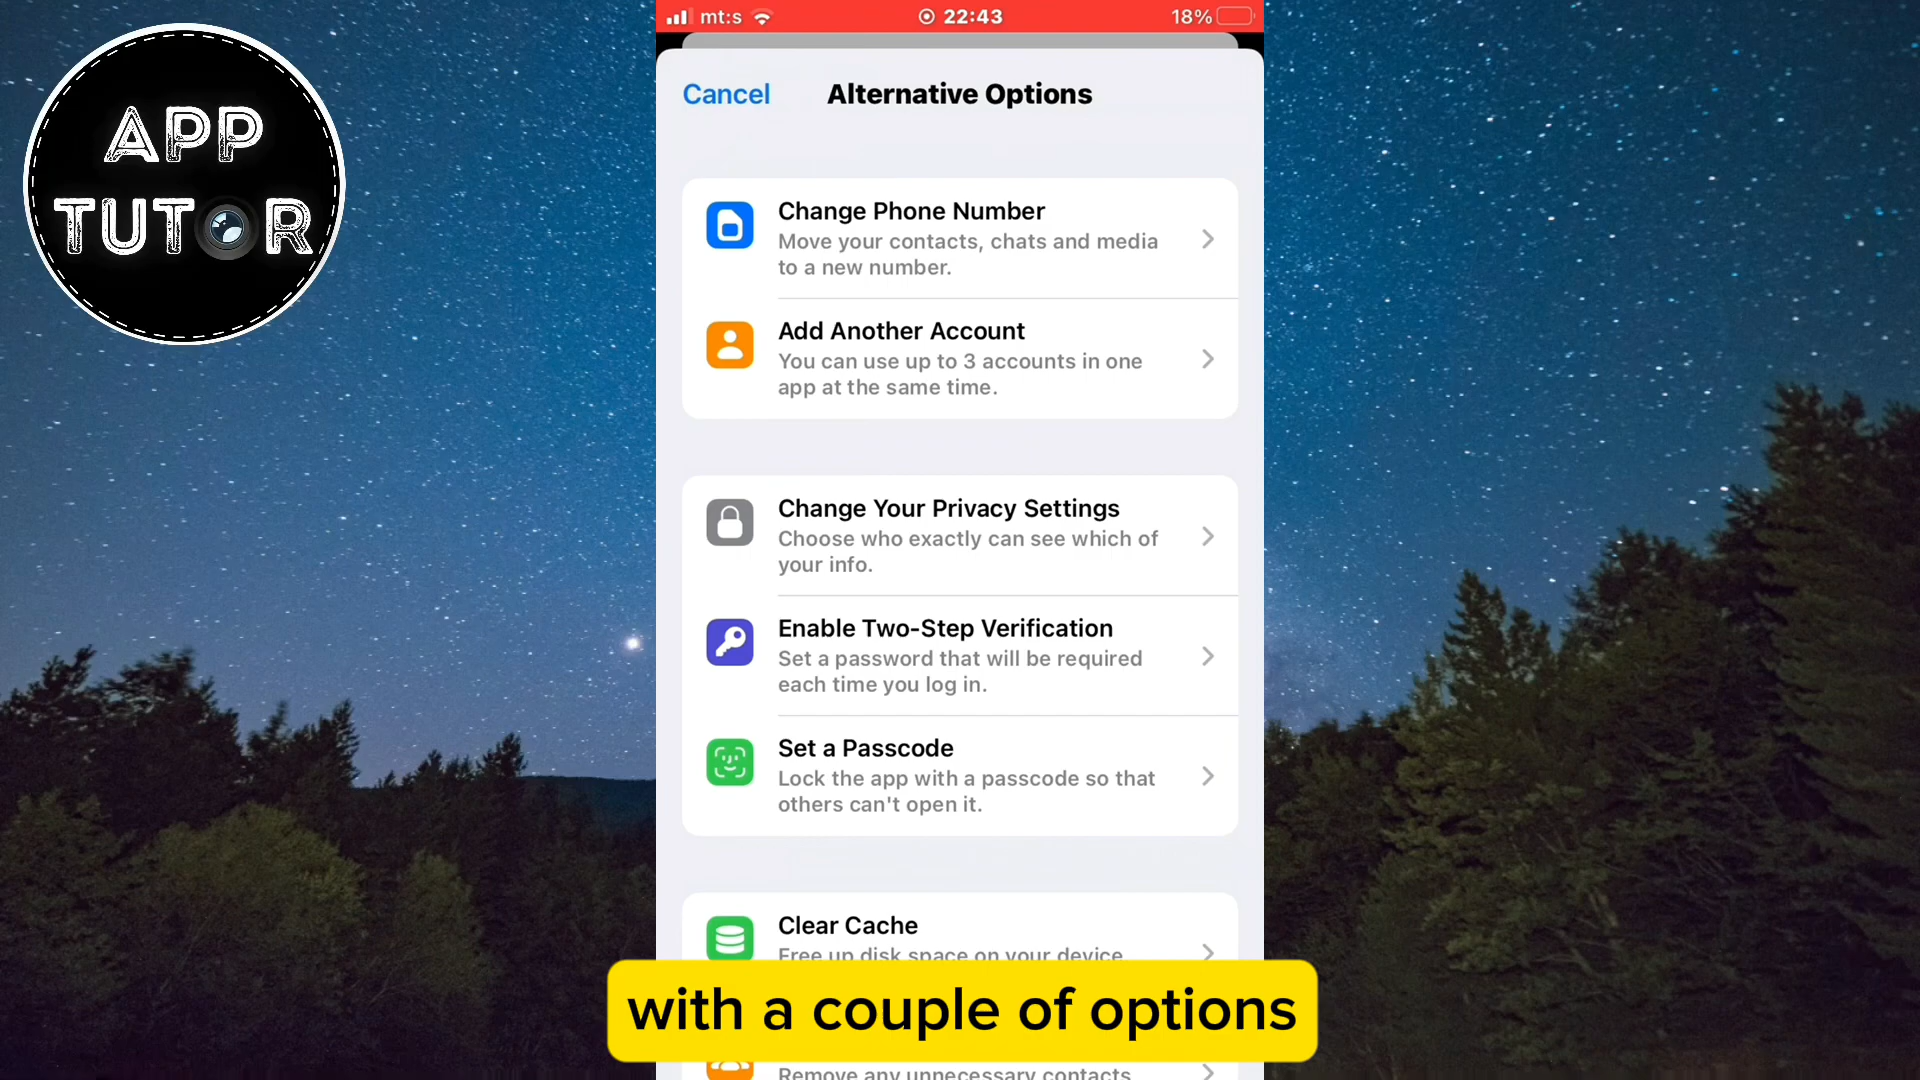 APP
TUTOR
mt:s
22:43
18%
Cancel
Alternative Options
Change Phone Number
Move your contacts, chats and media
to a new number.
Add Another Account
You can use up to 3 accounts in one
app at the same time.
Change Your Privacy Settings
Choose who exactly can see which of
your info.
Enable Two-Step Verification
Set a password that will be required
each time you log in.
Set a Passcode
Lock the app with a passcode so that
others can't open it.
Clear Cache
Free up disk space on your device
with a couple of options
Remove any unnecessary contacts